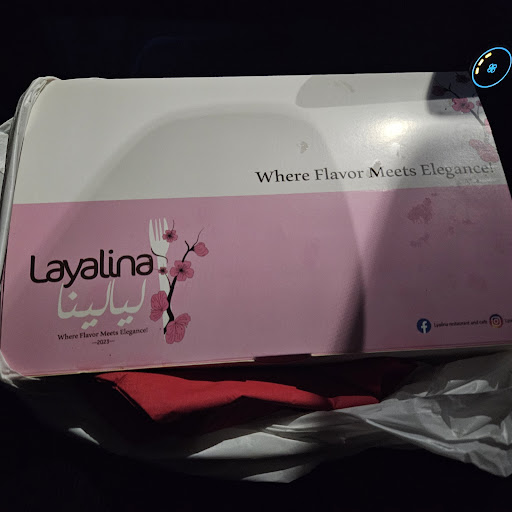 Where Flavor Meets Elegance!
Layalina
ليالينا
Where Flavor Meets Elegance!
—2023—
Layalina restaurant and cafe